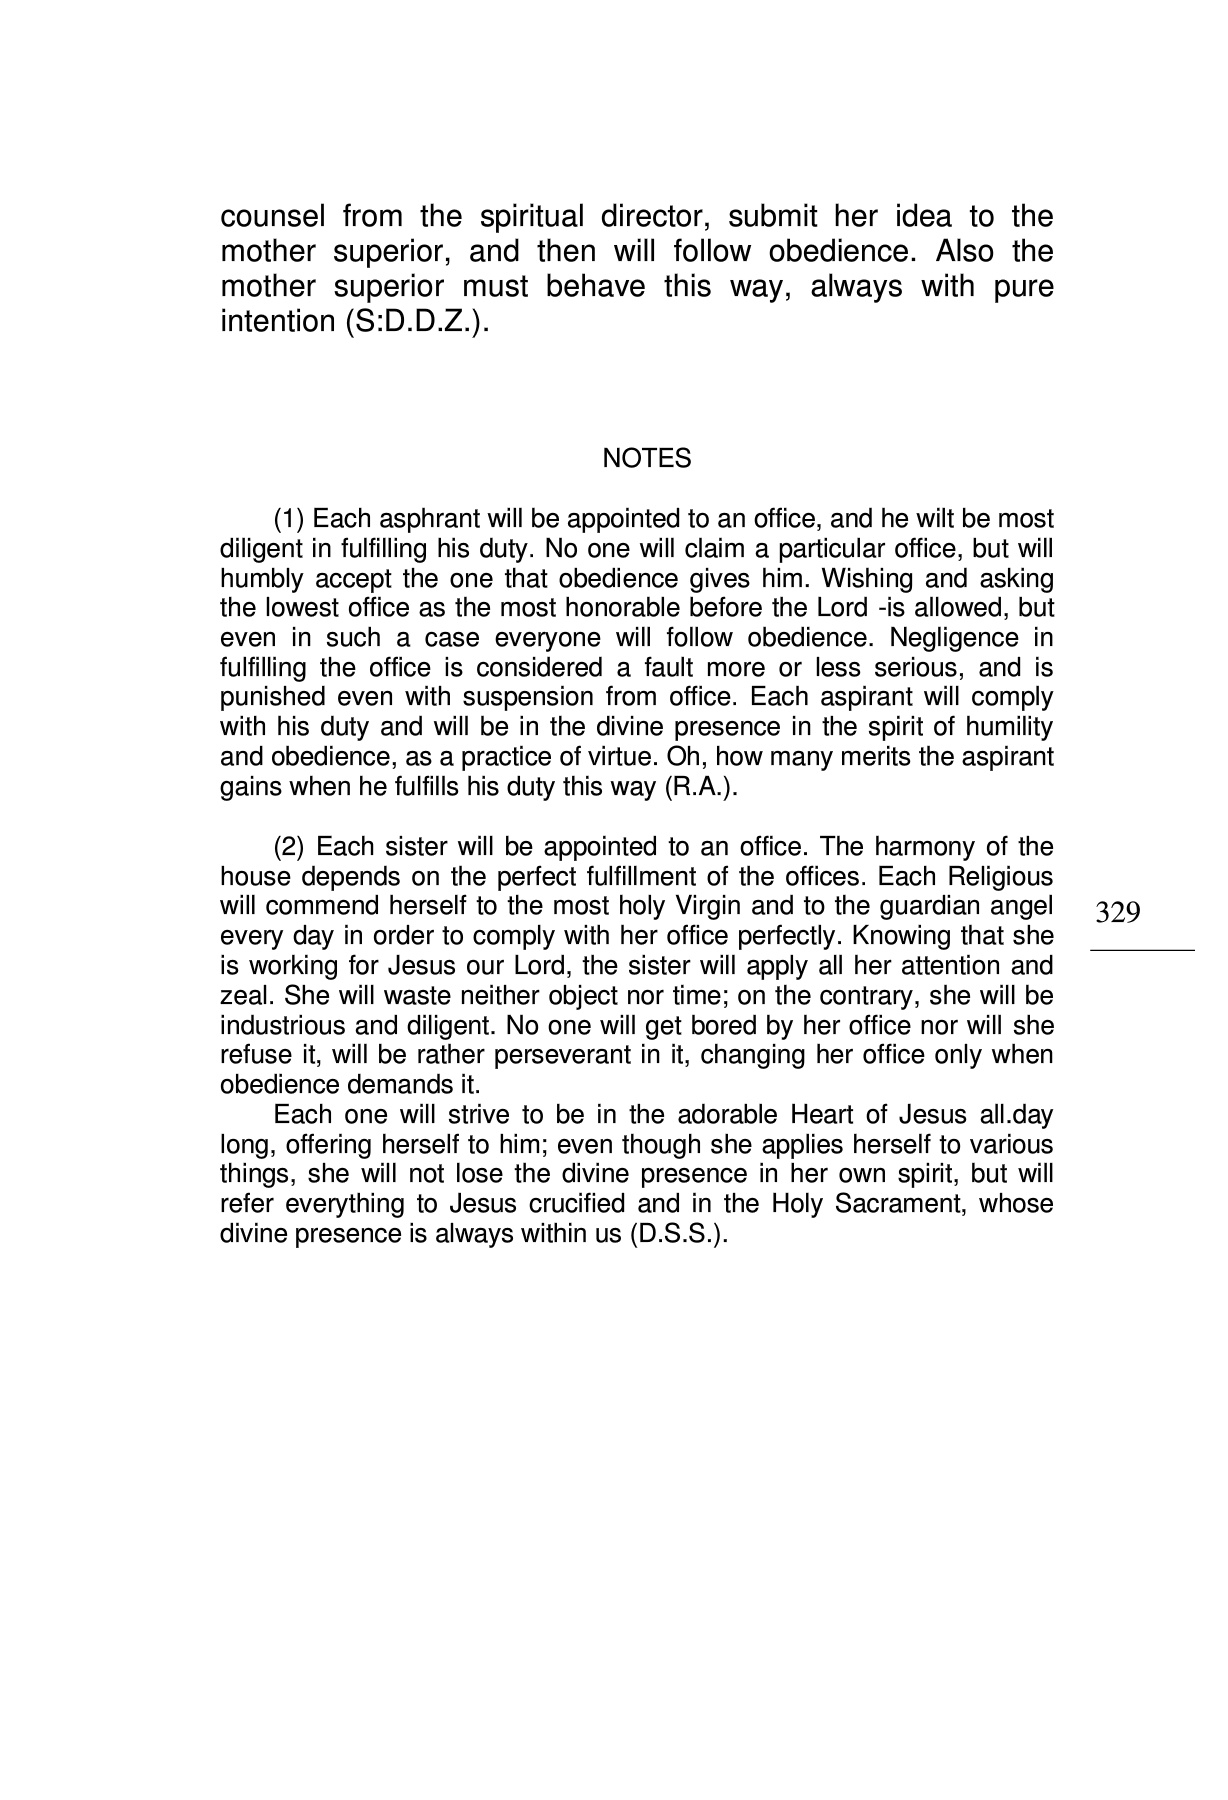 counsel from the spiritual director, submit her idea to the
mother superior, and then will follow obedience. Also the
mother superior must behave this way, always with pure
intention (S:D.D.Z.).
NOTES
(1) Each asphrant will be appointed to an office, and he wilt be most
diligent in fulfilling his duty. No one will claim a particular office, but will
humbly accept the one that obedience gives him. Wishing and asking
the lowest office as the most honorable before the Lord -is allowed, but
even in such a case everyone will follow obedience. Negligence in
fulfilling the office is considered a fault more or less serious, and is
punished even with suspension from office. Each aspirant will comply
with his duty and will be in the divine presence in the spirit of humility
and obedience, as a practice of virtue. Oh, how many merits the aspirant
gains when he fulfills his duty this way (R.A.).
(2) Each sister will be appointed to an office. The harmony of the
house depends on the perfect fulfillment of the offices. Each Religious
will commend herself to the most holy Virgin and to the guardian angel
every day in order to comply with her office perfectly. Knowing that she
is working for Jesus our Lord, the sister will apply all her attention and
zeal. She will waste neither object nor time; on the contrary, she will be
industrious and diligent. No one will get bored by her office nor will she
refuse it, will be rather perseverant in it, changing her office only when
obedience demands it.
Each one will strive to be in the adorable Heart of Jesus all.day
long, offering herself to him; even though she applies herself to various
things, she will not lose the divine presence in her own spirit, but will
refer everything to Jesus crucified and in the Holy Sacrament, whose
divine presence is always within us (D.S.S.).
329